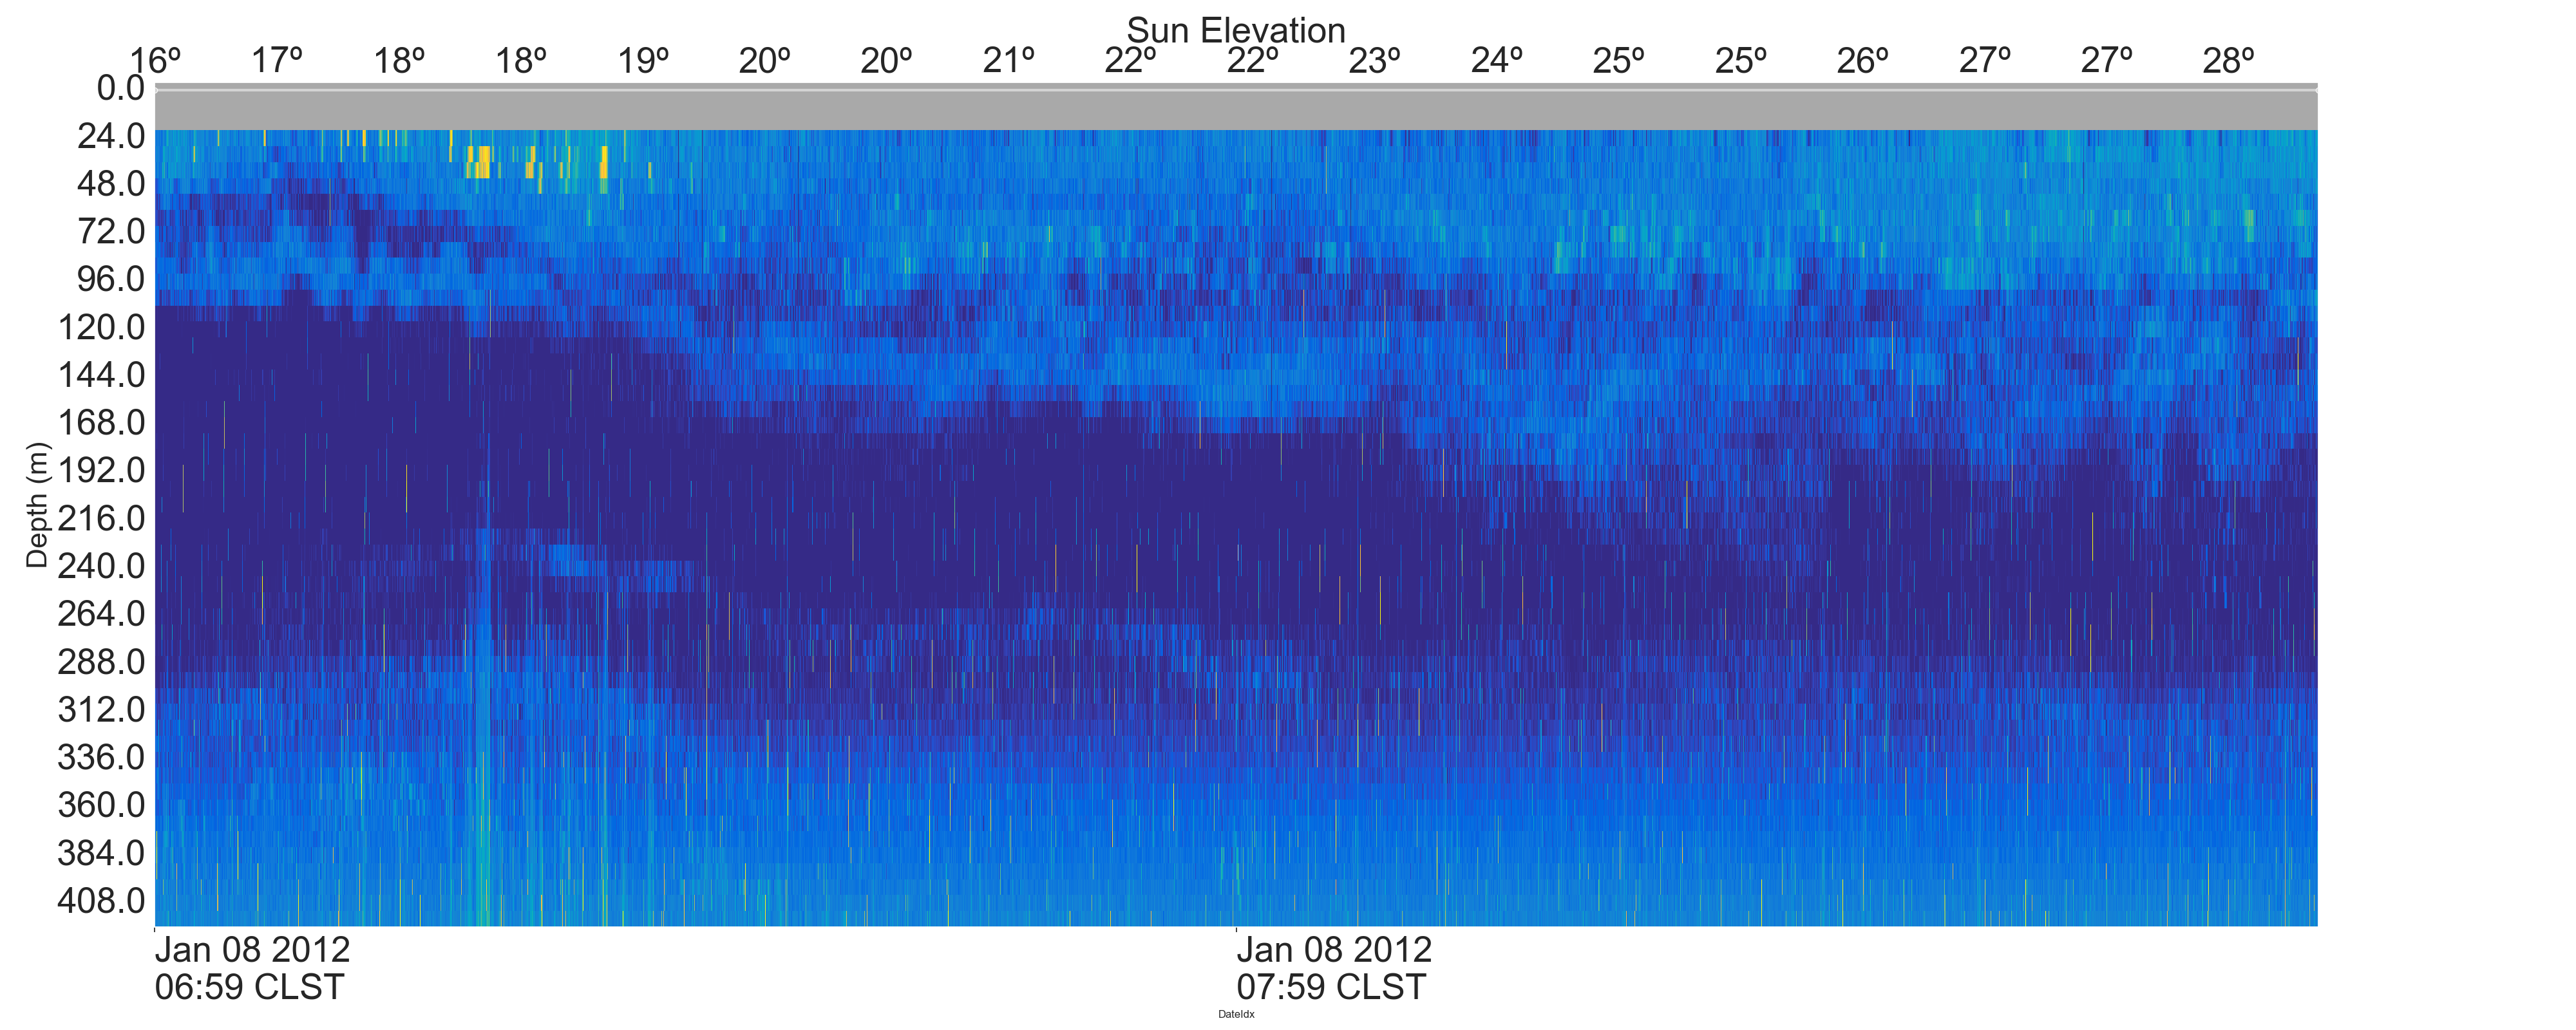 Sun Elevation
16º 17º 18º 18º 19º 20º 20º 21º 22º 22º 23º 24º 25º 25º 26º 27º 27º 28º
0.0
24.0
48.0
72.0
96.0
120.0
144.0
168.0
192.0
216.0
240.0
264.0
288.0
312.0
336.0
360.0
384.0
408.0
Depth (m)
Jan 08 2012
06:59 CLST
Jan 08 2012
07:59 CLST
DateIdx